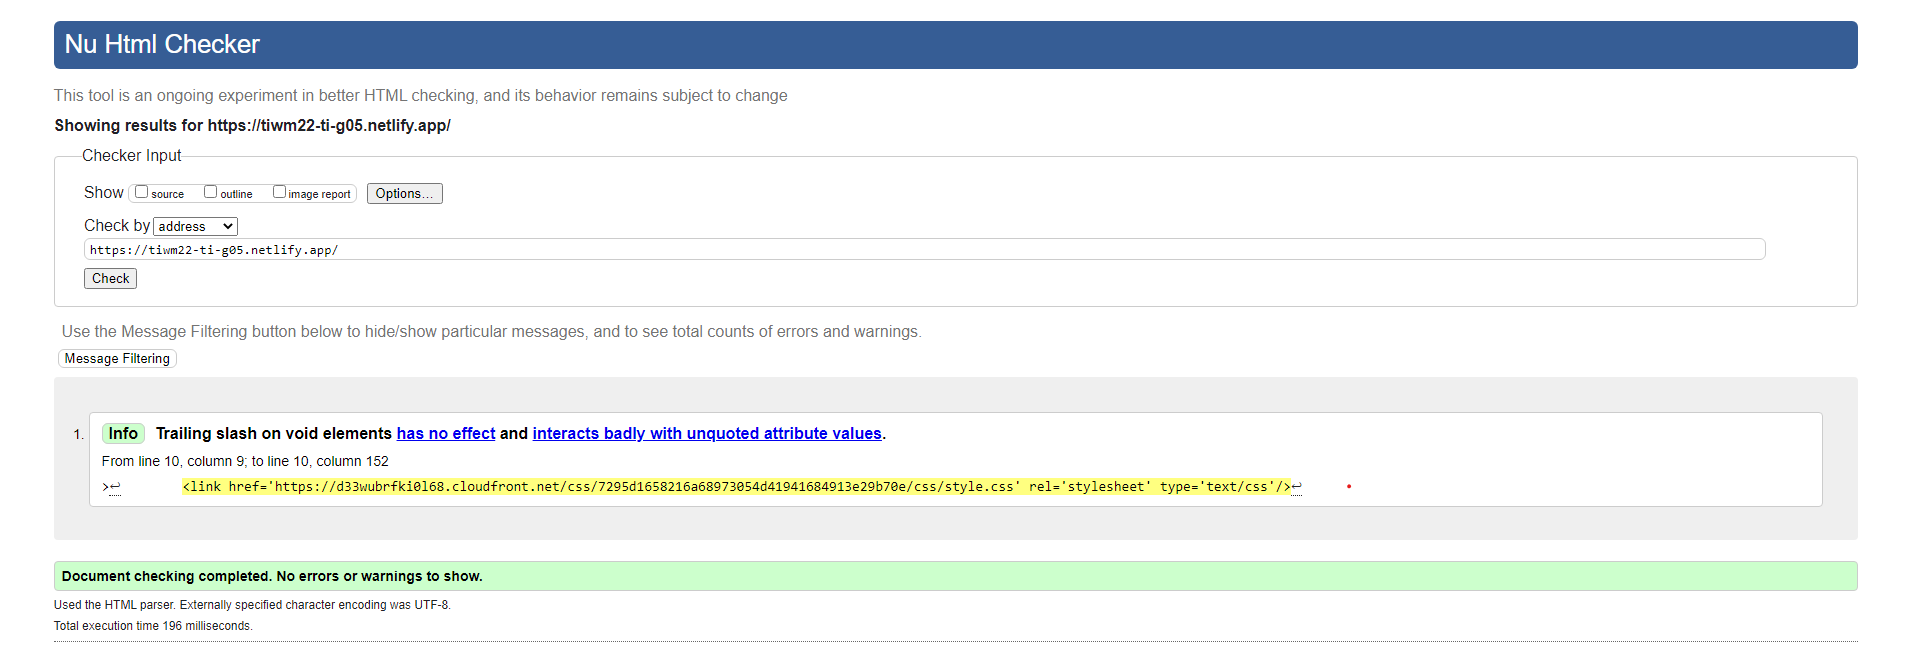 Nu Html Checker
This tool is an ongoing experiment in better HTML checking, and its behavior remains subject to change
Showing results for https://tiwm22-ti-g05.netlify.app/
Checker Input
Show source outline image report Options...
Check by address
https://tiwm22-ti-g05.netlify.app/
Check
Use the Message Filtering button below to hide/show particular messages, and to see total counts of errors and warnings.
Message Filtering
1. Info Trailing slash on void elements has no effect and interacts badly with unquoted attribute values.
From line 10, column 9; to line 10, column 152
>↩ <link href='https://d33wubrfki0l68.cloudfront.net/css/7295d1658216a68973054d41941684913e29b70e/css/style.css' rel='stylesheet' type='text/css'/>↩
Document checking completed. No errors or warnings to show.
Used the HTML parser. Externally specified character encoding was UTF-8.
Total execution time 196 milliseconds.